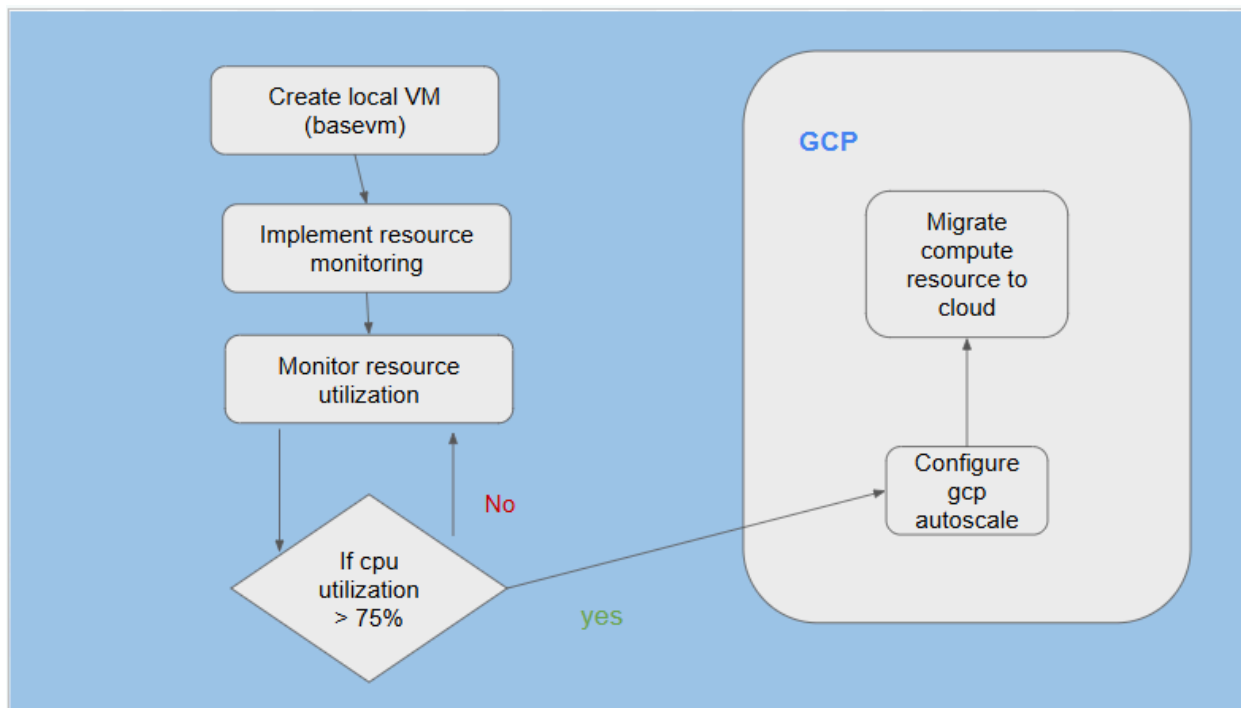 Create local VM
(basevm)
Implement resource
monitoring
Monitor resource
utilization
No
If cpu
utilization
> 75%
yes
GCP
Migrate
compute
resource to
cloud
Configure
gcp
autoscale